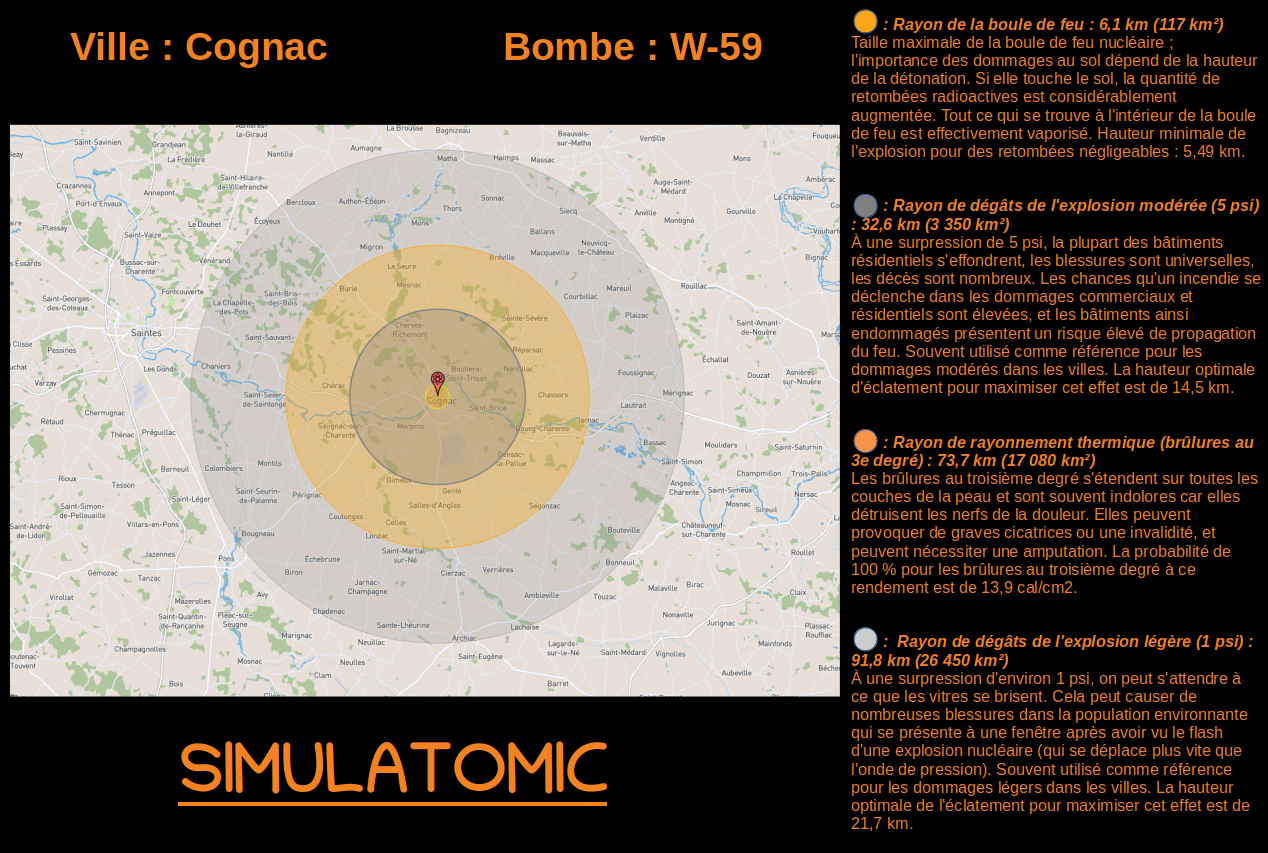 Ville : Cognac
Bombe : W-59
: Rayon de la boule de feu : 6,1 km (117 km²)
Taille maximale de la boule de feu nucléaire ;
l'importance des dommages au sol dépend de la hauteur
de la détonation. Si elle touche le sol, la quantité de
retombées radioactives est considérablement
augmentée. Tout ce qui se trouve à l'intérieur de la boule
de feu est effectivement vaporisé. Hauteur minimale de
l'explosion pour des retombées négligeables : 5,49 km.
: Rayon de dégâts de l'explosion modérée (5 psi)
: 32,6 km (3 350 km²)
À une surpression de 5 psi, la plupart des bâtiments
résidentiels s'effondrent, les blessures sont universelles,
les décès sont nombreux. Les chances qu'un incendie se
déclenche dans les dommages commerciaux et
résidentiels sont élevées, et les bâtiments ainsi
endommagés présentent un risque élevé de propagation
du feu. Souvent utilisé comme référence pour les
dommages modérés dans les villes. La hauteur optimale
d'éclatement pour maximiser cet effet est de 14,5 km.
: Rayon de rayonnement thermique (brûlures au
3e degré) : 73,7 km (17 080 km²)
Les brûlures au troisième degré s'étendent sur toutes les
couches de la peau et sont souvent indolores car elles
détruisent les nerfs de la douleur. Elles peuvent
provoquer de graves cicatrices ou une invalidité, et
peuvent nécessiter une amputation. La probabilité de
100 % pour les brûlures au troisième degré à ce
rendement est de 13,9 cal/cm2.
: Rayon de dégâts de l'explosion légère (1 psi) :
91,8 km (26 450 km²)
À une surpression d'environ 1 psi, on peut s'attendre à
ce que les vitres se brisent. Cela peut causer de
nombreuses blessures dans la population environnante
qui se présente à une fenêtre après avoir vu le flash
d'une explosion nucléaire (qui se déplace plus vite que
l'onde de pression). Souvent utilisé comme référence
pour les dommages légers dans les villes. La hauteur
optimale de l'éclatement pour maximiser cet effet est de
21,7 km.
la-Giraud
La Brousse
Bagnizeau
Beauvais-
sur-Matha
Verdille
Saint-Savinien
Grandjean
La Frédière
Nantillé
Aumagne
Matha
Haimps
Massac
Mons
Crazannes
Port-d'Envaux
Annepont
Saint-Hilaire-
de-Villefranche
Bercloux
Authon-Ébéon
Sonnac
Thors
Siecq
Auge-Saint-
Médard
Anville
Gourville
Montigné
Ambérac
La Chapelle
Plassay
Saint-Vaize
Le Douhet
Écoyeux
Mons
Migron
Ballans
Macqueville
Neuvicq-
le-Château
Bignac
Bussac-sur-
Charente
Vénérand
Fontcouverte
Le Seure
Bréville
Mesnac
Burie
Saint-Georges-
des-Coteaux
La Chapelle-
des-Pots
Saint-Bris-
des-Bois
Courbillac
Mareuil
Rouillac
Saintes
Saint-Sauvant
Cherves-
Richemont
Sainte-Sévère
Plaizac
Saint-Amant-
de-Nouère
Pessines
Les Gonds
Chaniers
Réparsac
Nercillac
Échallat
Varzay
Chérac
Boutiers-
Saint-Trojan
Foussignac
Douzat
Asnières-
sur-Nouère
Saint-Sever-
de-Saintonge
Cognac
Saint-Brice
Chassors
Mérignac
Lautrait
Rétaud
Chermignac
Thénac
Préguillac
Salignac-sur-
Charente
Merpins
Bourg-Charente
Jarnac
Bassac
Moulidars
Saint-Saturnin
Rioux
Tesson
Berneuil
Colombiers
Montils
Gensac-
la-Pallue
Saint-Simon
Champmillon
Trois-Palis
Saint-Simon-
de-Pellouaille
Saint-Léger
Saint-Seurin-
de-Palenne
Pérignac
Gimeux
Genté
Angeac-
Charente
Saint-Simeux
Mosnac
Sireuil
Nersac
Saint-André-
de-Lidon
Villars-en-Pons
Bougneau
Coulonges
Salles-d'Angles
Celles
Segonzac
Châteauneuf-
sur-Charente
Jazennes
Pons
Échebrune
Lonzac
Saint-Martial-
sur-Né
Bouteville
Bonneuil
Roullet
Gémozac
Tanzac
Biron
Cierzac
Verrières
Virollet
Mazerolles
Avy
Jarnac-
Champagne
Ambleville
Touzac
Malaville
Birac
Claix
Saint-Quantin-
de-Rançanne
Fléac-sur-
Seugne
Chadenac
Sainte-Lheurine
Lachaise
Nonaville
Jurignac
Plassac-
Rouffiac
Champagnolles
Marignac
Neuillac
Archiac
Lagarde-
sur-le-Né
Saint-Médard
Vignolles
Mainfonds
Mosnac
Neulles
Saint-Eugène
Bois
Clam
Barret
Aubeville
SIMULATOMIC